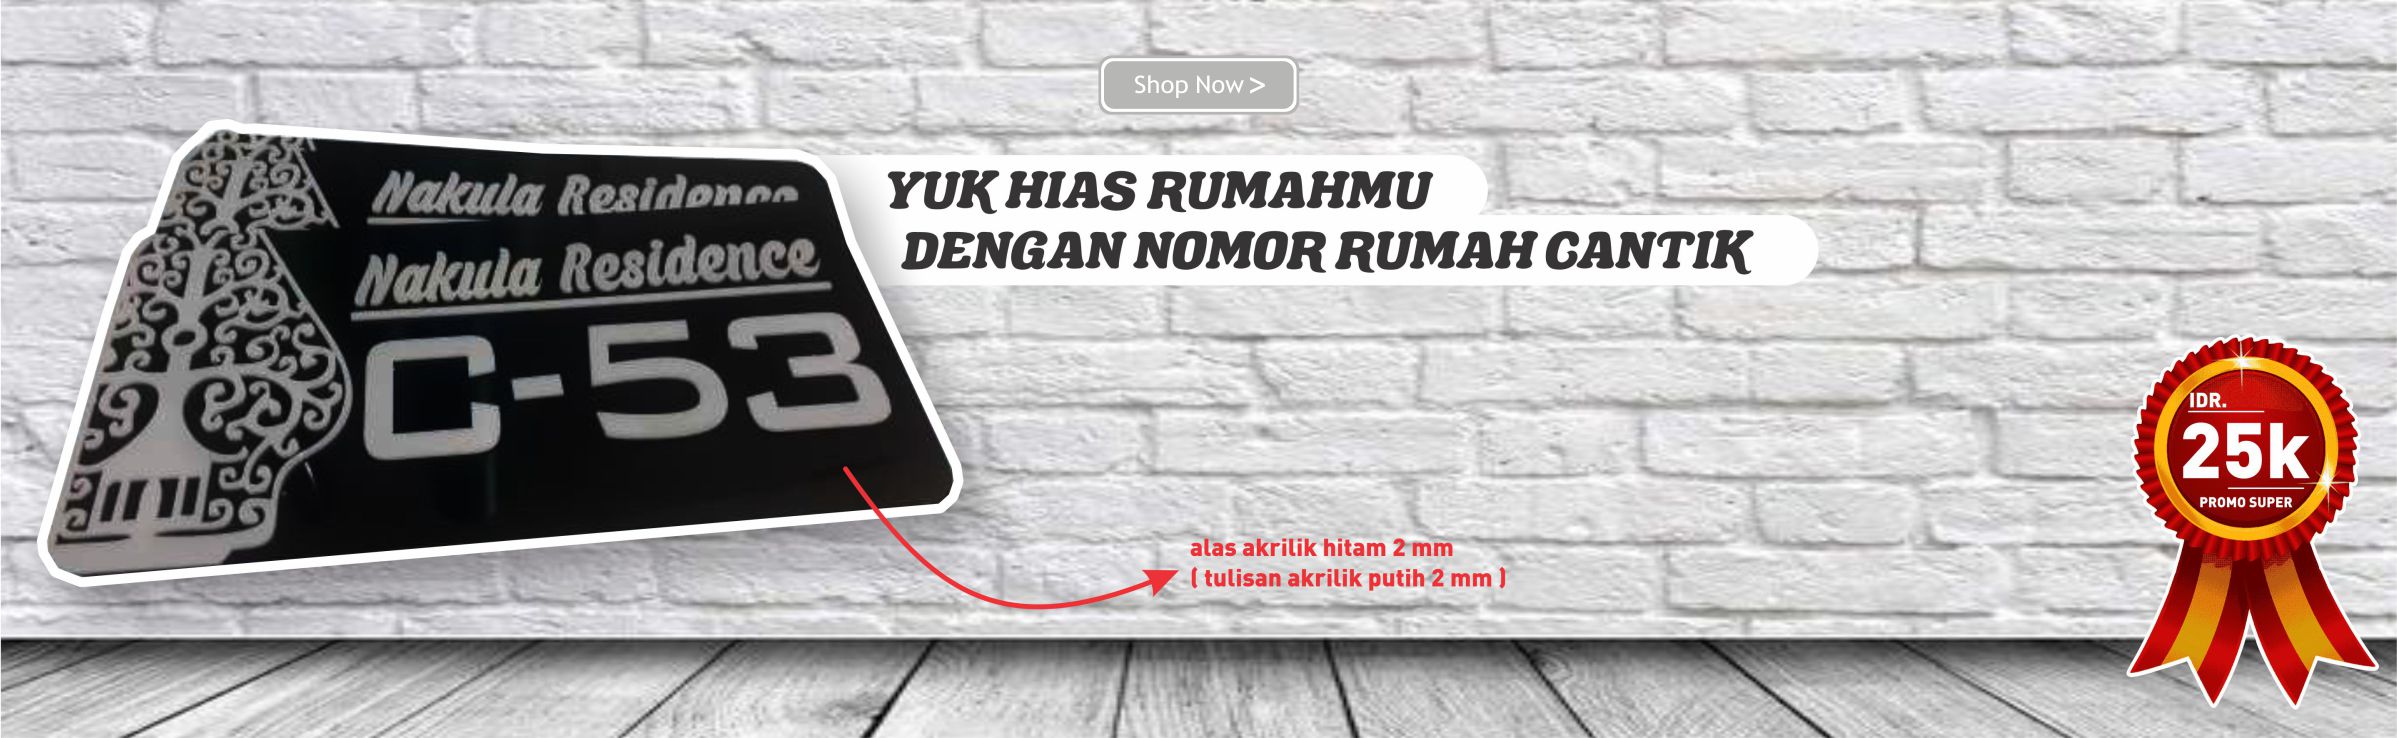 Shop Now >
YUK HIAS RUMAHMU
DENGAN NOMOR RUMAH CANTIK
Nakula Residence
Nakula Residence
C-53
alas akrilik hitam 2 mm
( tulisan akrilik putih 2 mm )
IDR.
25k
PROMO SUPER